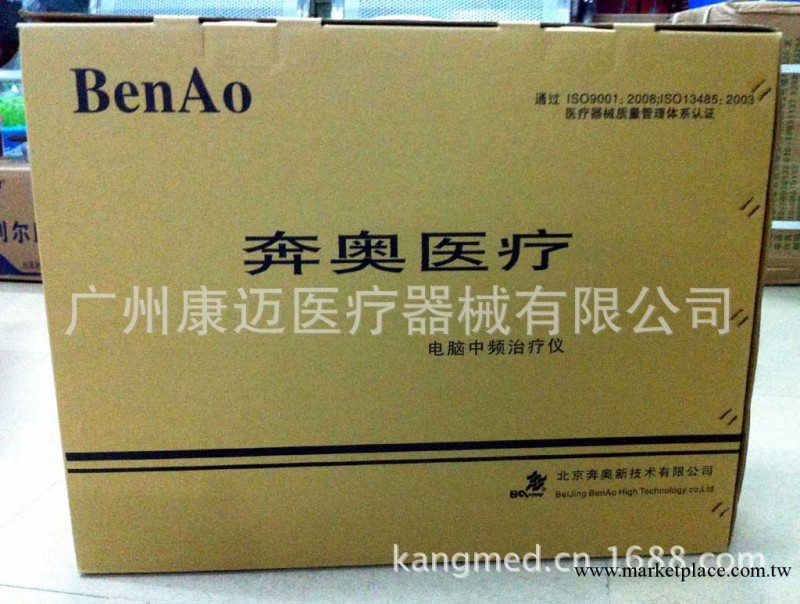 BenAo
通过 ISO9001:2008;ISO13485:2003
医疗器械质量管理体系认证
奔奥医疗
广州康迈医疗器械有限公司
电脑中频治疗仪
北京奔奥新技术有限公司
BeiJing BenAo High Technology co,Ltd
kangmed.cn.1688.com
www.marketplace.com.tw